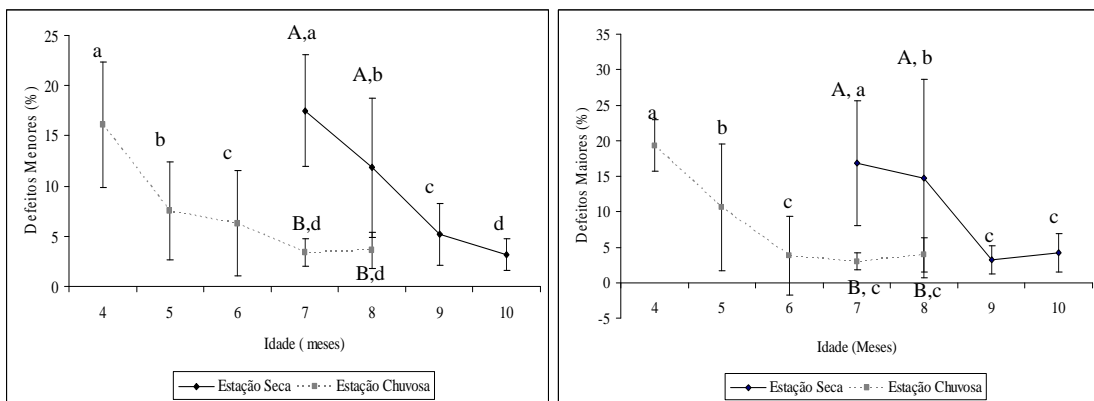 Defeitos Menores (%)
25
20
15
10
5
0
a
b
c
A,a
A,b
c
d
B,d
B,d
4 5 6 7 8 9 10
Idade ( meses)
Estação Seca Estação Chuvosa
Defeitos Maiores (%)
35
30
25
20
15
10
5
0
-5
a
b
c
A, a
A, b
c
c
B, c
B,c
4 5 6 7 8 9 10
Idade (Meses)
Estação Seca Estação Chuvosa